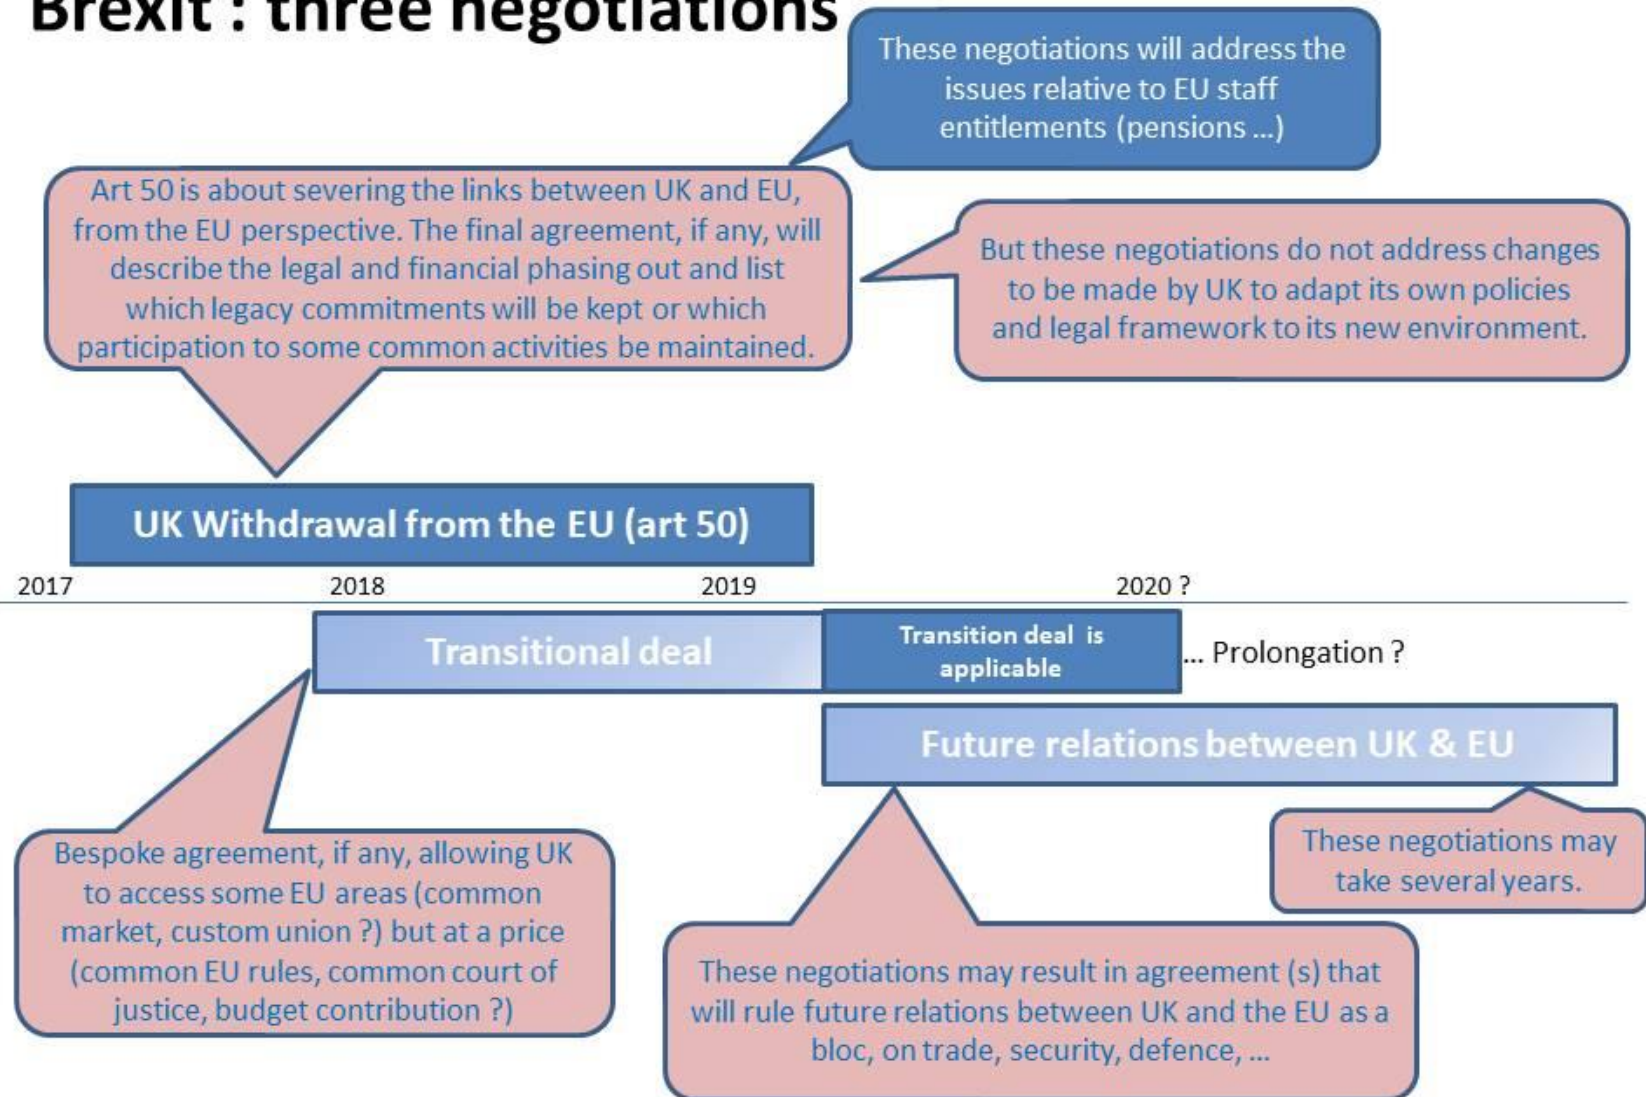 Brexit : three negotiations
These negotiations will address the
issues relative to EU staff
entitlements (pensions ...)
Art 50 is about severing the links between UK and EU,
from the EU perspective. The final agreement, if any, will
describe the legal and financial phasing out and list
which legacy commitments will be kept or which
participation to some common activities be maintained.
But these negotiations do not address changes
to be made by UK to adapt its own policies
and legal framework to its new environment.
UK Withdrawal from the EU (art 50)
2017 2018 2019 2020 ?
Transitional deal
Transition deal is
applicable
... Prolongation ?
Future relations between UK & EU
Bespoke agreement, if any, allowing UK
to access some EU areas (common
market, custom union ?) but at a price
(common EU rules, common court of
justice, budget contribution ?)
These negotiations may result in agreement (s) that
will rule future relations between UK and the EU as a
bloc, on trade, security, defence, ...
These negotiations may
take several years.